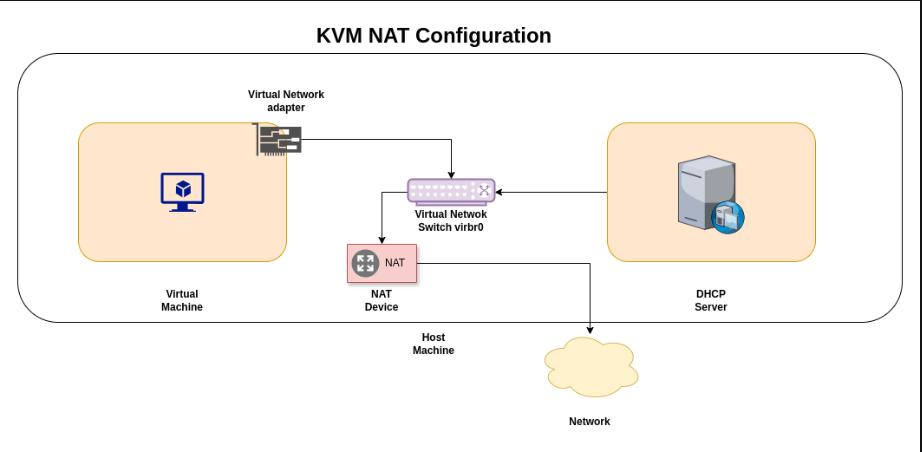 KVM NAT Configuration
Virtual Network
adapter
Virtual Netwok
Switch virbr0
NAT
Virtual
Machine
NAT
Device
DHCP
Server
Host
Machine
Network